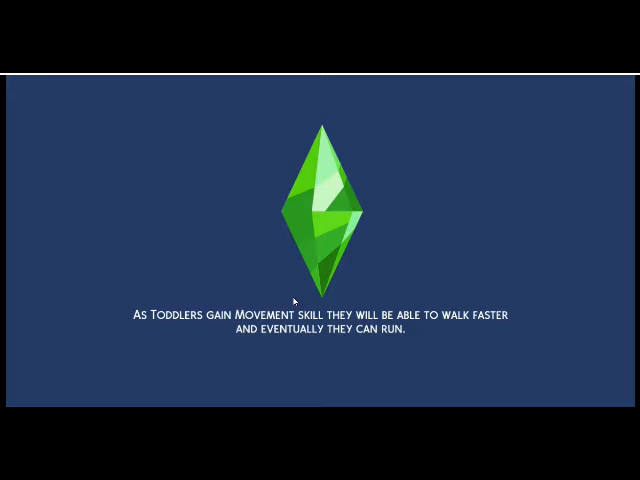 As Toddlers gain Movement skill they will be able to walk faster
and eventually they can run.